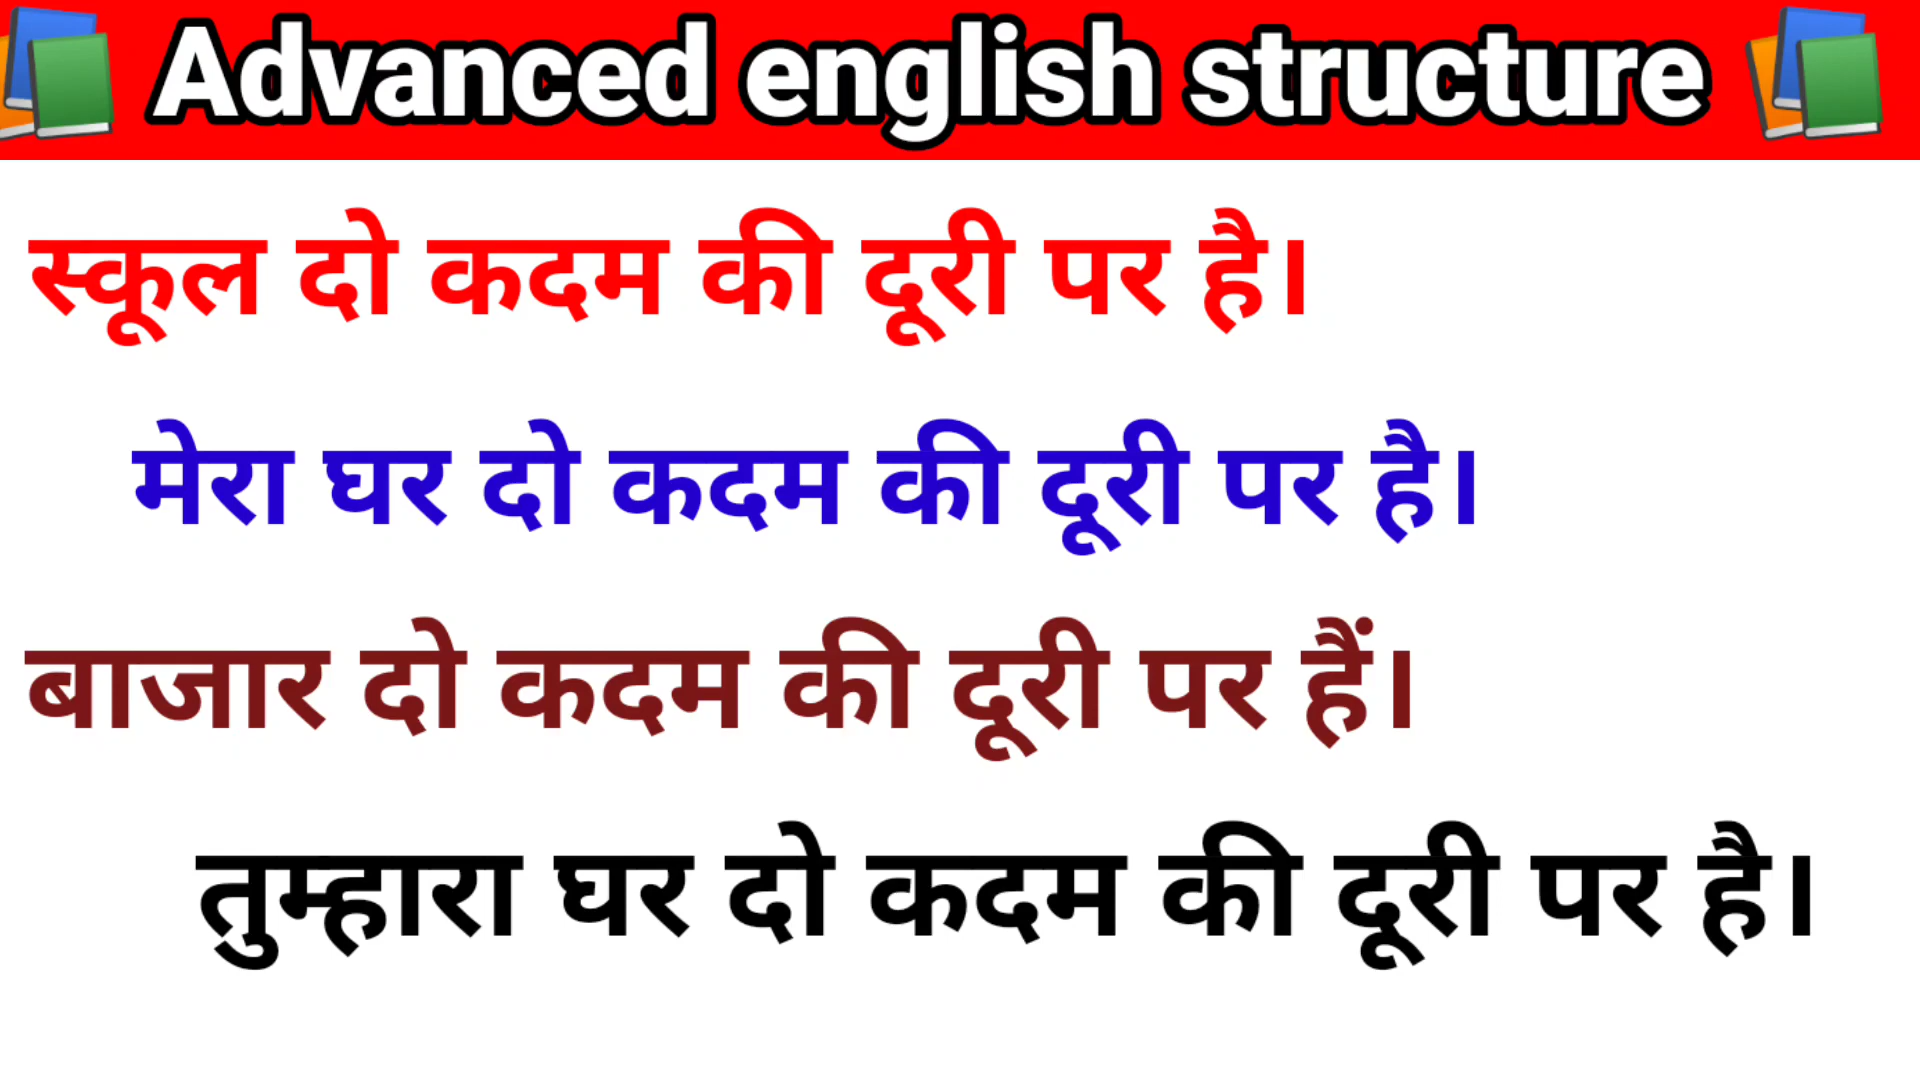 Advanced english structure
स्कूल दो कदम की दूरी पर है।
मेरा घर दो कदम की दूरी पर है।
बाजार दो कदम की दूरी पर हैं।
तुम्हारा घर दो कदम की दूरी पर है।